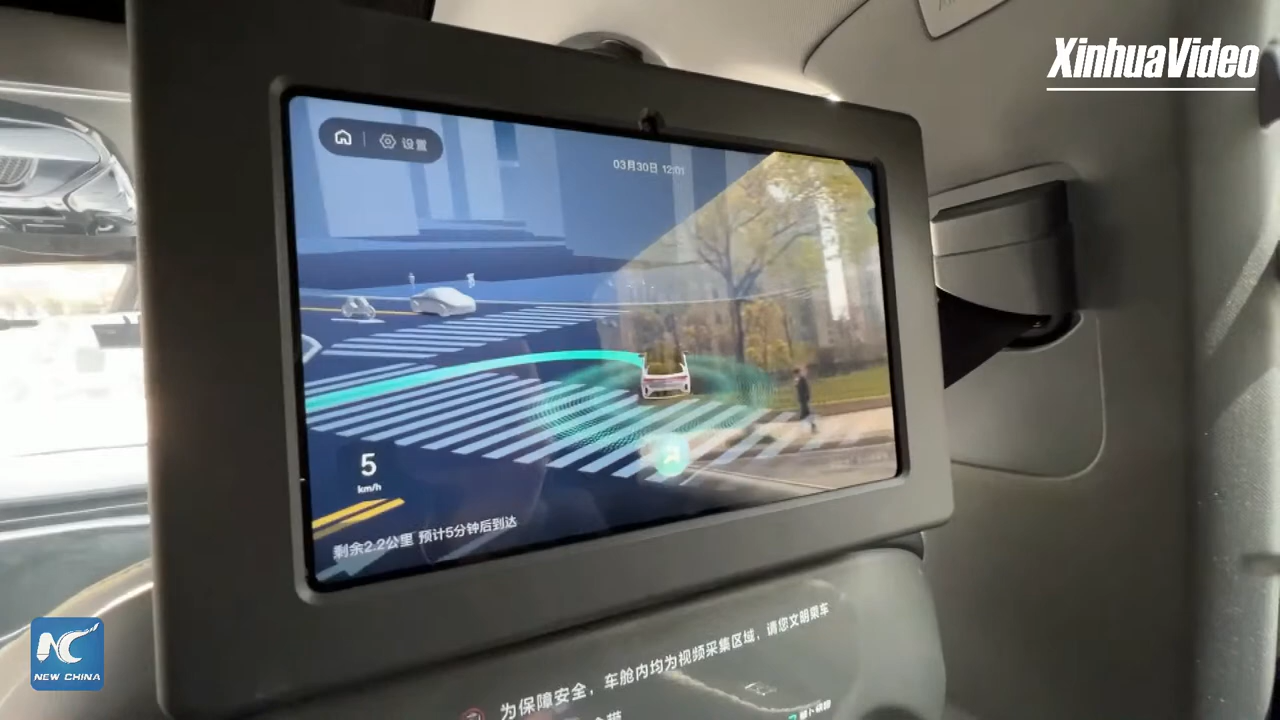 XinhuaVideo
设置
03月30日 12:01
5
km/h
剩余2.2公里 预计5分钟后到达
为保障安全，车舱内均为视频采集区域，请您文明乘车
NEW CHINA